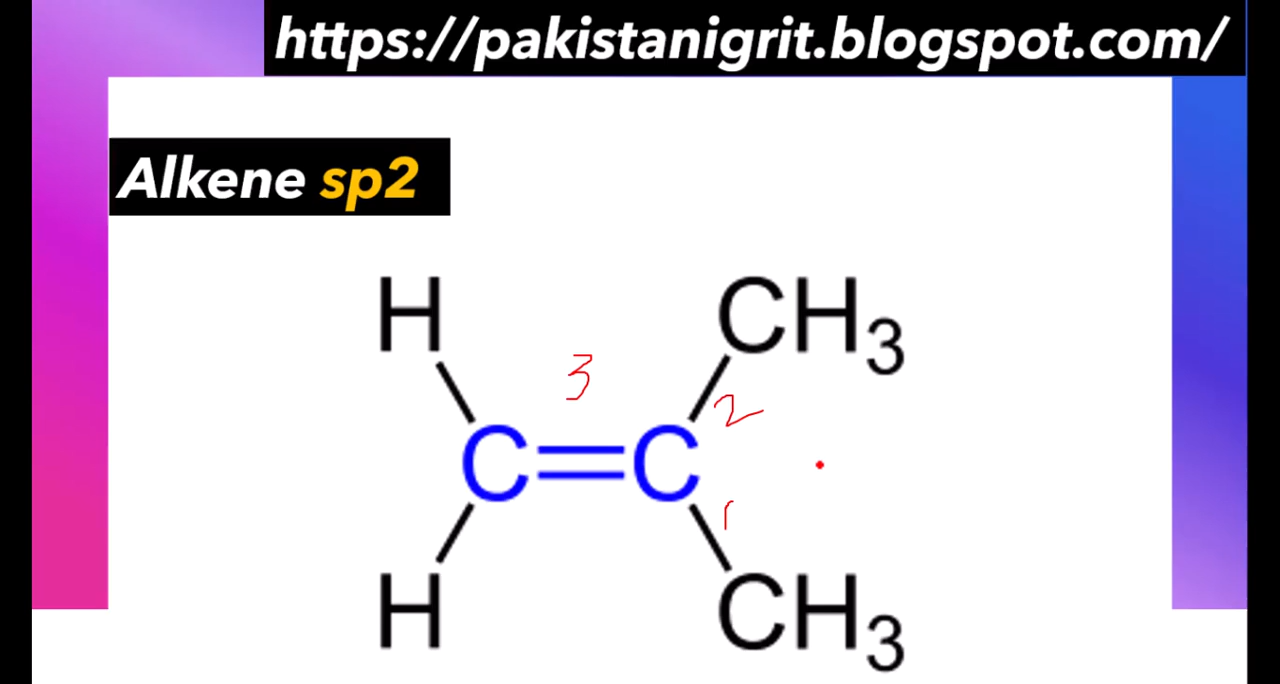 https://pakistanigrit.blogspot.com/
Alkene sp2
H CH3
3
2
C C
1
H CH3